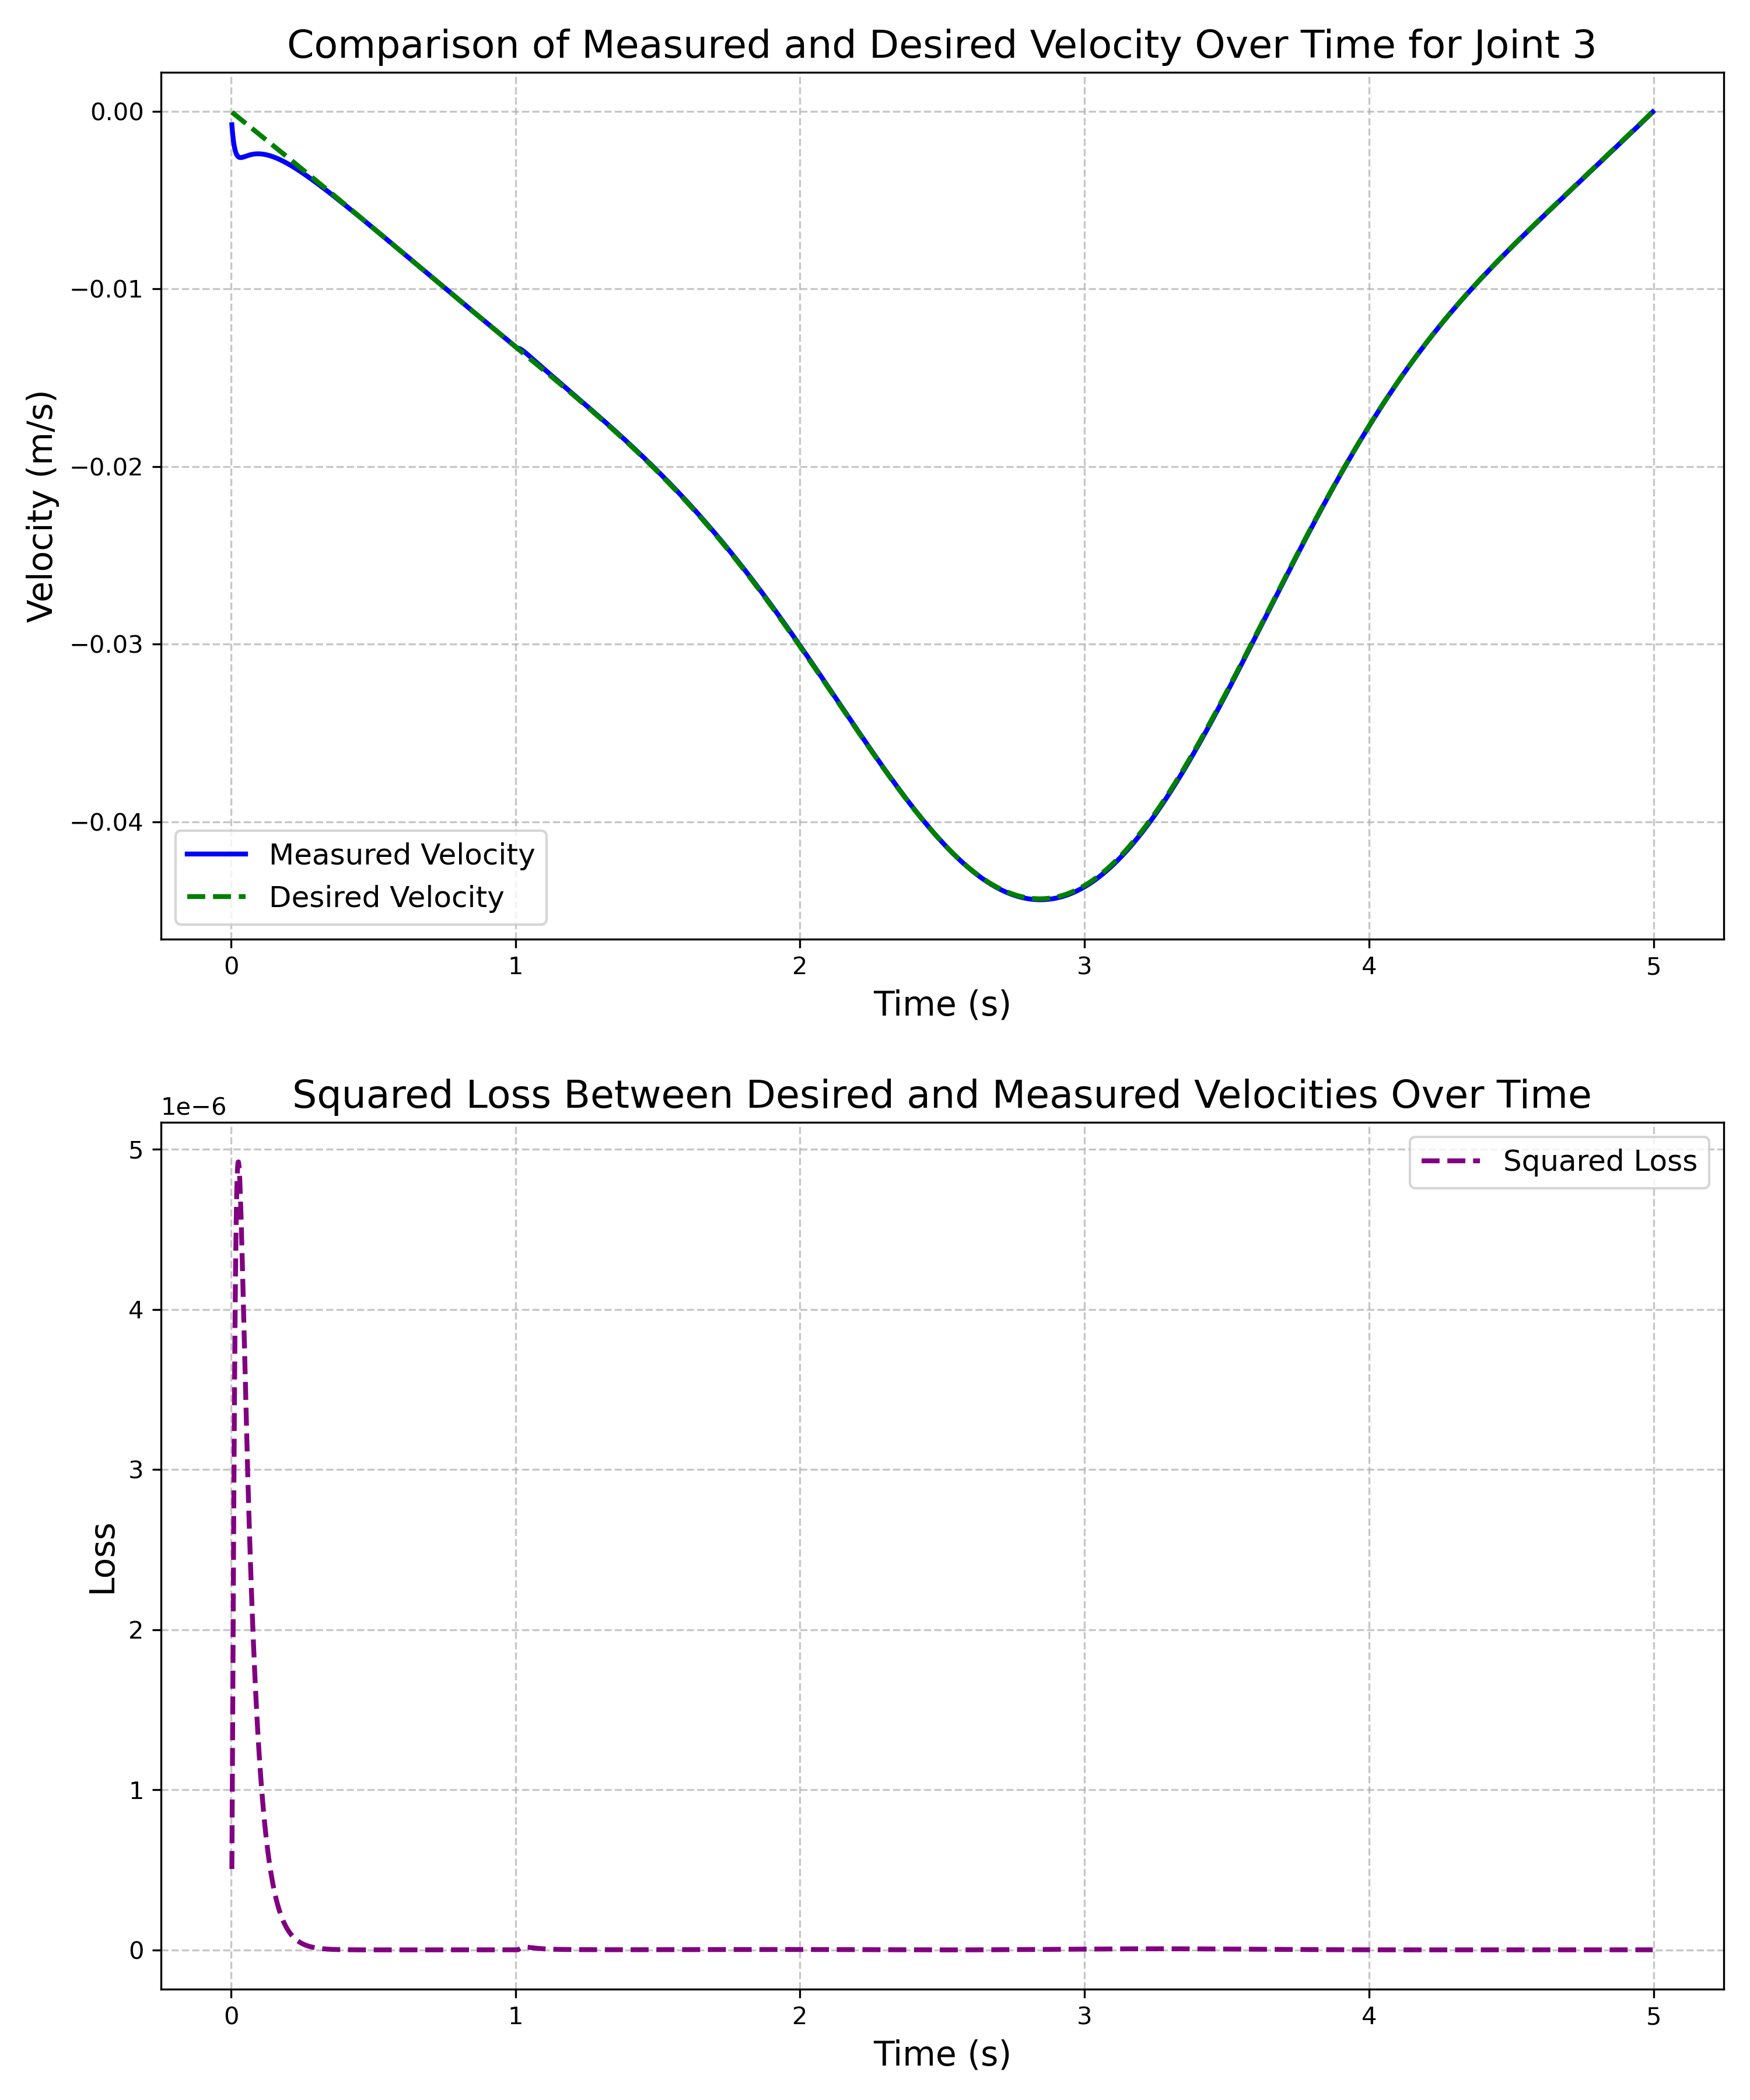 Comparison of Measured and Desired Velocity Over Time for Joint 3
Velocity (m/s)
0.00
−0.01
−0.02
−0.03
−0.04
Measured Velocity
Desired Velocity
0 1 2 3 4 5
Time (s)
Squared Loss Between Desired and Measured Velocities Over Time
1e−6
Loss
5
4
3
2
1
0
Squared Loss
0 1 2 3 4 5
Time (s)